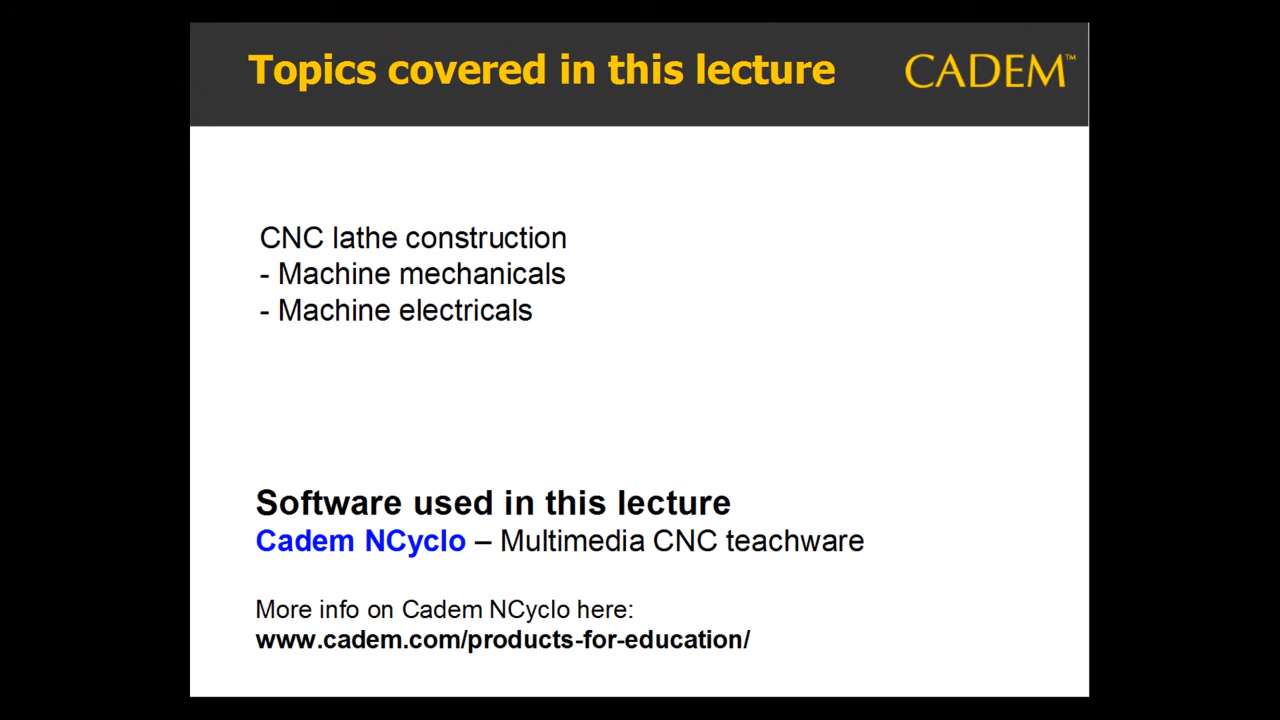 Topics covered in this lecture
CADEM™
CNC lathe construction
- Machine mechanicals
- Machine electricals
Software used in this lecture
Cadem NCyclo – Multimedia CNC teachware
More info on Cadem NCyclo here:
www.cadem.com/products-for-education/